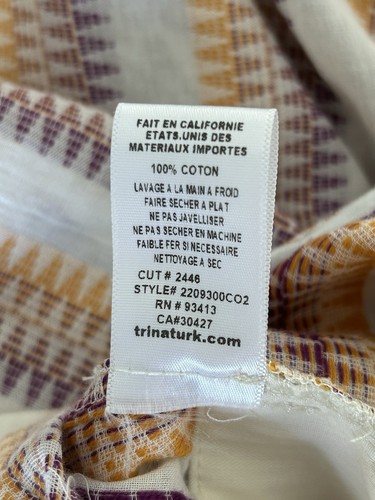 FAIT EN CALIFORNIE
ETATS.UNIS DES
MATERIAUX IMPORTES
100% COTON
LAVAGE A LA MAIN A FROID
FAIRE SECHER A PLAT
NE PAS JAVELLISER
NE PAS SECHER EN MACHINE
FAIBLE FER SI NECESSAIRE
NETTOYAGE A SEC
CUT # 2446
STYLE# 2209300CO2
RN # 93413
CA#30427
trinaturk.com